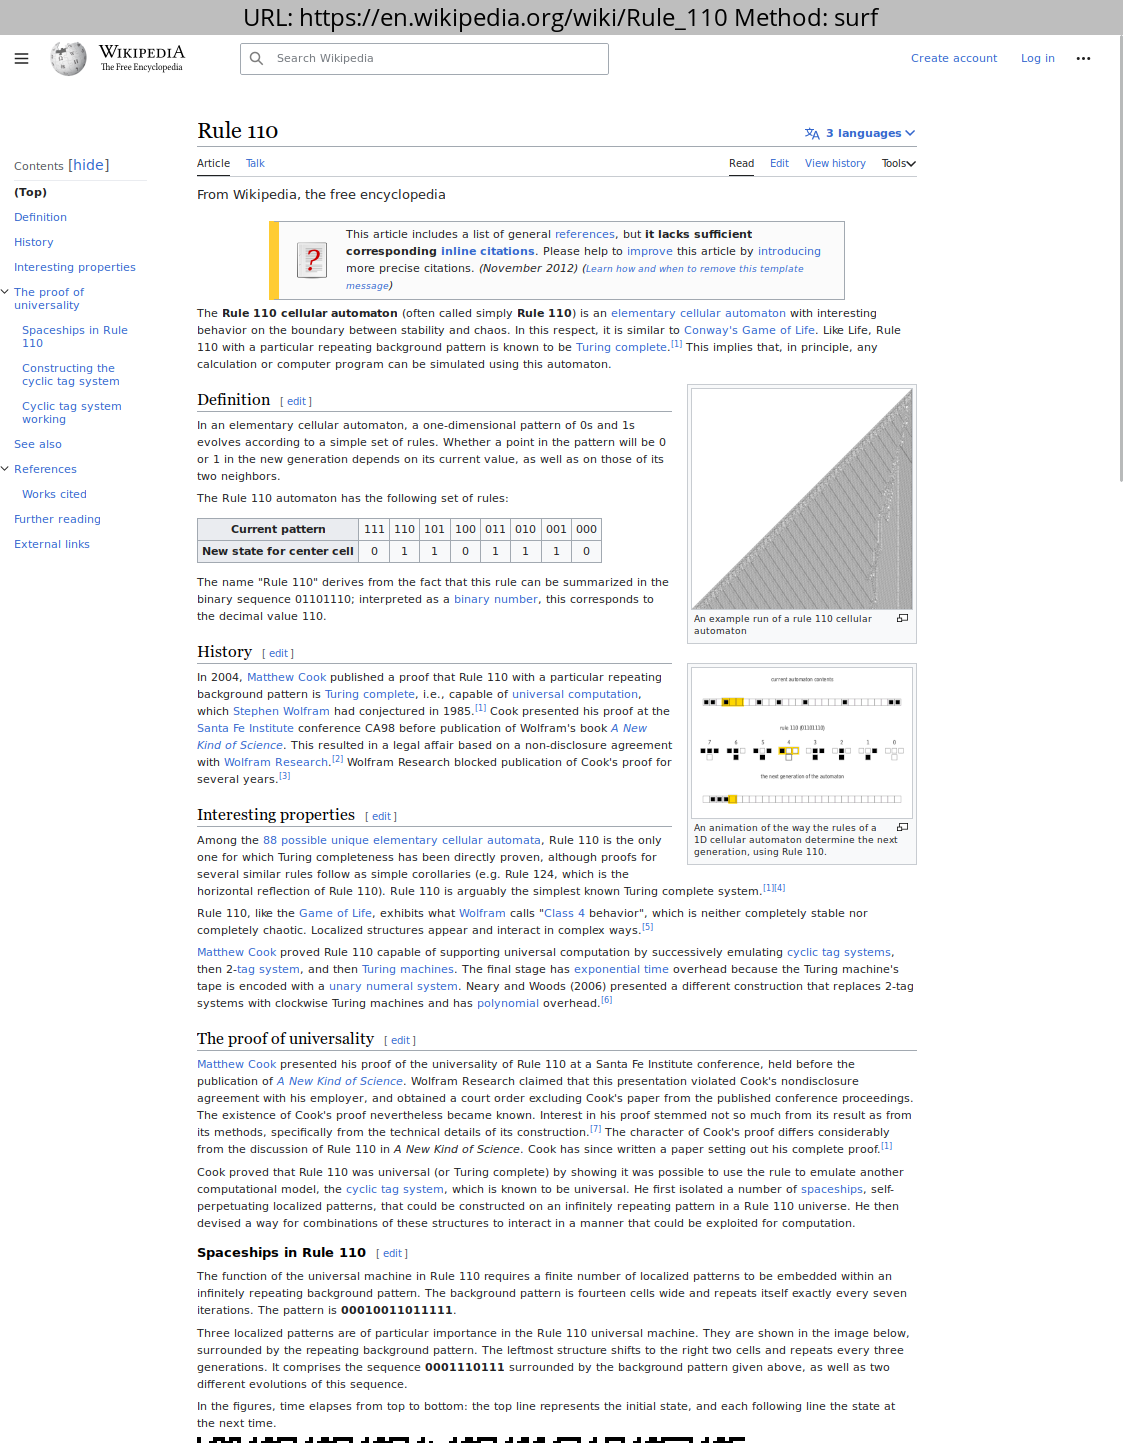 URL: https://en.wikipedia.org/wiki/Rule_110 Method: surf
WIKIPEDIA
The Free Encyclopedia
Search Wikipedia
Create account
Log in
Contents [hide]
(Top)
Definition
History
Interesting properties
The proof of
universality
Spaceships in Rule
110
Constructing the
cyclic tag system
Cyclic tag system
working
See also
References
Works cited
Further reading
External links
Rule 110
3 languages
Article Talk
Read Edit View history Tools
From Wikipedia, the free encyclopedia
This article includes a list of general references, but it lacks sufficient
corresponding inline citations. Please help to improve this article by introducing
more precise citations. (November 2012) (Learn how and when to remove this template
message)
The Rule 110 cellular automaton (often called simply Rule 110) is an elementary cellular automaton with interesting
behavior on the boundary between stability and chaos. In this respect, it is similar to Conway's Game of Life. Like Life, Rule
110 with a particular repeating background pattern is known to be Turing complete.[1] This implies that, in principle, any
calculation or computer program can be simulated using this automaton.
Definition [ edit ]
In an elementary cellular automaton, a one-dimensional pattern of 0s and 1s
evolves according to a simple set of rules. Whether a point in the pattern will be 0
or 1 in the new generation depends on its current value, as well as on those of its
two neighbors.
The Rule 110 automaton has the following set of rules:
Current pattern 111 110 101 100 011 010 001 000
New state for center cell 0 1 1 0 1 1 1 0
The name "Rule 110" derives from the fact that this rule can be summarized in the
binary sequence 01101110; interpreted as a binary number, this corresponds to
the decimal value 110.
An example run of a rule 110 cellular
automaton
History [ edit ]
In 2004, Matthew Cook published a proof that Rule 110 with a particular repeating
background pattern is Turing complete, i.e., capable of universal computation,
which Stephen Wolfram had conjectured in 1985.[1] Cook presented his proof at the
Santa Fe Institute conference CA98 before publication of Wolfram's book A New
Kind of Science. This resulted in a legal affair based on a non-disclosure agreement
with Wolfram Research.[2] Wolfram Research blocked publication of Cook's proof for
several years.[3]
current automaton contents
rule 110 (01101110)
7 6 5 4 3 2 1 0
the next generation of the automaton
An animation of the way the rules of a
1D cellular automaton determine the next
generation, using Rule 110.
Interesting properties [ edit ]
Among the 88 possible unique elementary cellular automata, Rule 110 is the only
one for which Turing completeness has been directly proven, although proofs for
several similar rules follow as simple corollaries (e.g. Rule 124, which is the
horizontal reflection of Rule 110). Rule 110 is arguably the simplest known Turing complete system.[1][4]
Rule 110, like the Game of Life, exhibits what Wolfram calls "Class 4 behavior", which is neither completely stable nor
completely chaotic. Localized structures appear and interact in complex ways.[5]
Matthew Cook proved Rule 110 capable of supporting universal computation by successively emulating cyclic tag systems,
then 2-tag system, and then Turing machines. The final stage has exponential time overhead because the Turing machine's
tape is encoded with a unary numeral system. Neary and Woods (2006) presented a different construction that replaces 2-tag
systems with clockwise Turing machines and has polynomial overhead.[6]
The proof of universality [ edit ]
Matthew Cook presented his proof of the universality of Rule 110 at a Santa Fe Institute conference, held before the
publication of A New Kind of Science. Wolfram Research claimed that this presentation violated Cook's nondisclosure
agreement with his employer, and obtained a court order excluding Cook's paper from the published conference proceedings.
The existence of Cook's proof nevertheless became known. Interest in his proof stemmed not so much from its result as from
its methods, specifically from the technical details of its construction.[7] The character of Cook's proof differs considerably
from the discussion of Rule 110 in A New Kind of Science. Cook has since written a paper setting out his complete proof.[1]
Cook proved that Rule 110 was universal (or Turing complete) by showing it was possible to use the rule to emulate another
computational model, the cyclic tag system, which is known to be universal. He first isolated a number of spaceships, self-
perpetuating localized patterns, that could be constructed on an infinitely repeating pattern in a Rule 110 universe. He then
devised a way for combinations of these structures to interact in a manner that could be exploited for computation.
Spaceships in Rule 110 [ edit ]
The function of the universal machine in Rule 110 requires a finite number of localized patterns to be embedded within an
infinitely repeating background pattern. The background pattern is fourteen cells wide and repeats itself exactly every seven
iterations. The pattern is 00010011011111.
Three localized patterns are of particular importance in the Rule 110 universal machine. They are shown in the image below,
surrounded by the repeating background pattern. The leftmost structure shifts to the right two cells and repeats every three
generations. It comprises the sequence 0001110111 surrounded by the background pattern given above, as well as two
different evolutions of this sequence.
In the figures, time elapses from top to bottom: the top line represents the initial state, and each following line the state at
the next time.